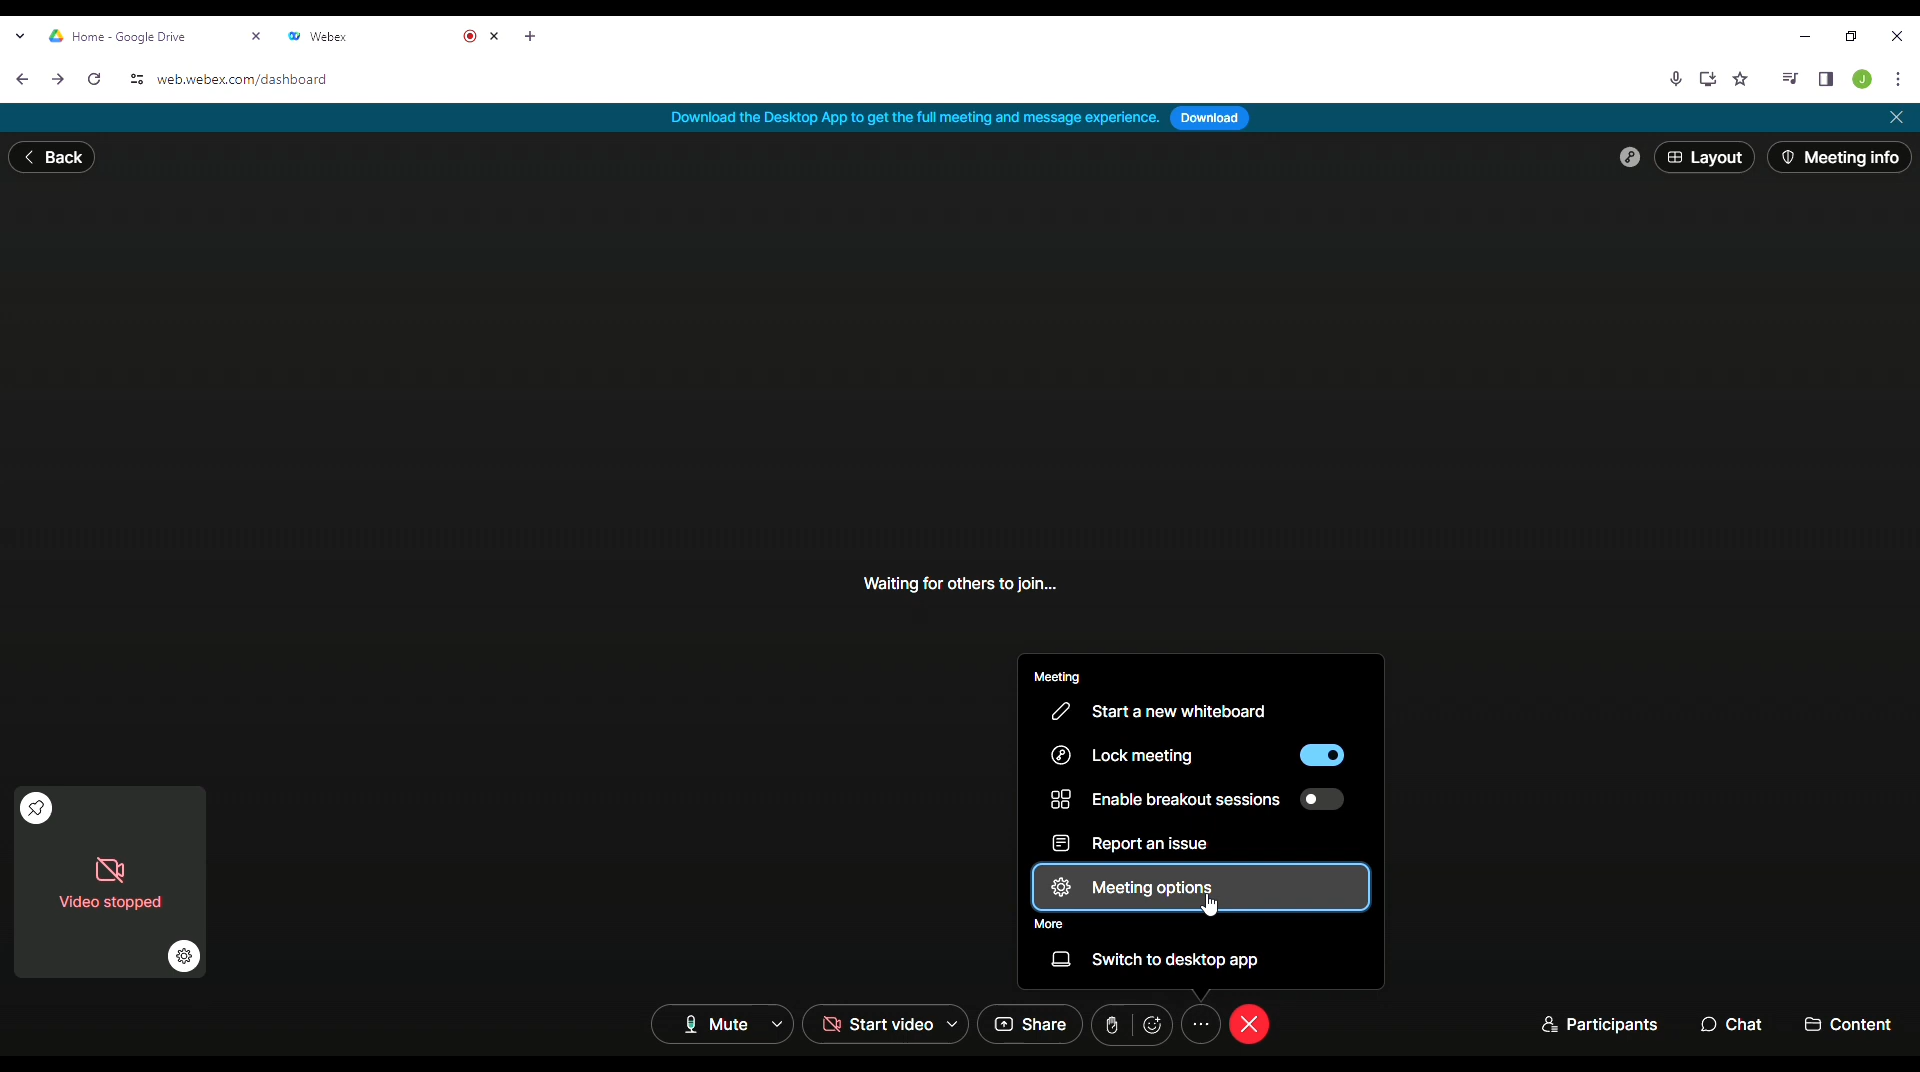 Home - Google Drive
Webex
web.webex.com/dashboard
J
Download the Desktop App to get the full meeting and message experience. Download
Back
Layout
Meeting info
Waiting for others to join...
Meeting
Start a new whiteboard
Lock meeting
Enable breakout sessions
Report an issue
Meeting options
More
Switch to desktop app
Video stopped
Mute
Start video
Share
Participants
Chat
Content